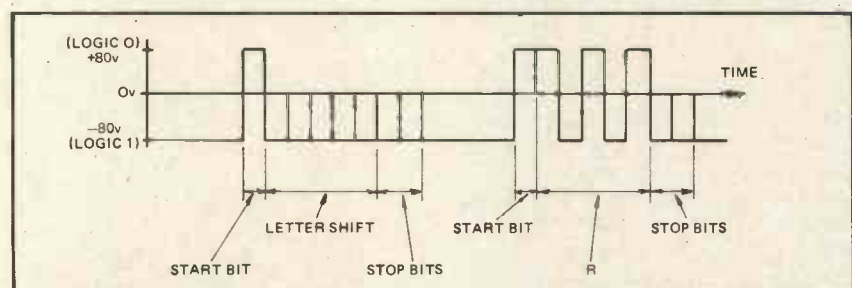 (LOGIC 0)
+80v
TIME
0v
−80v
(LOGIC 1)
LETTER SHIFT
START BIT
STOP BITS
START BIT
STOP BITS
R